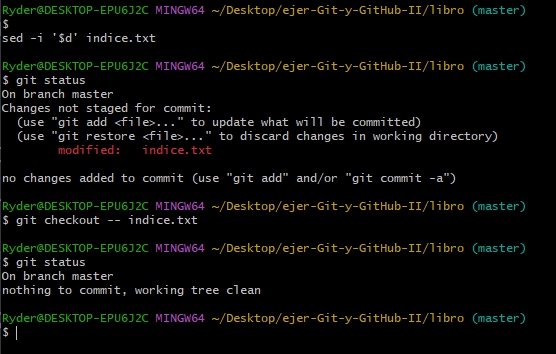 Ryder@DESKTOP-EPU6J2C MINGW64 ~/Desktop/ejer-Git-y-GitHub-II/libro (master)
$
sed -i '$d' indice.txt
Ryder@DESKTOP-EPU6J2C MINGW64 ~/Desktop/ejer-Git-y-GitHub-II/libro (master)
$ git status
On branch master
Changes not staged for commit:
  (use "git add <file>..." to update what will be committed)
  (use "git restore <file>..." to discard changes in working directory)
        modified:   indice.txt
no changes added to commit (use "git add" and/or "git commit -a")
Ryder@DESKTOP-EPU6J2C MINGW64 ~/Desktop/ejer-Git-y-GitHub-II/libro (master)
$ git checkout -- indice.txt
Ryder@DESKTOP-EPU6J2C MINGW64 ~/Desktop/ejer-Git-y-GitHub-II/libro (master)
$ git status
On branch master
nothing to commit, working tree clean
Ryder@DESKTOP-EPU6J2C MINGW64 ~/Desktop/ejer-Git-y-GitHub-II/libro (master)
$